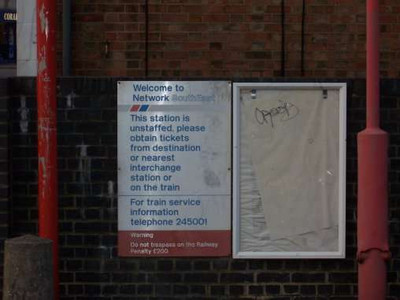 Welcome to
Network SouthEast
This station is
unstaffed, please
obtain tickets
from destination
or nearest
interchange
station or
on the train
For train service
information
telephone 245001
Warning
Do not trespass on the Railway
Penalty £200